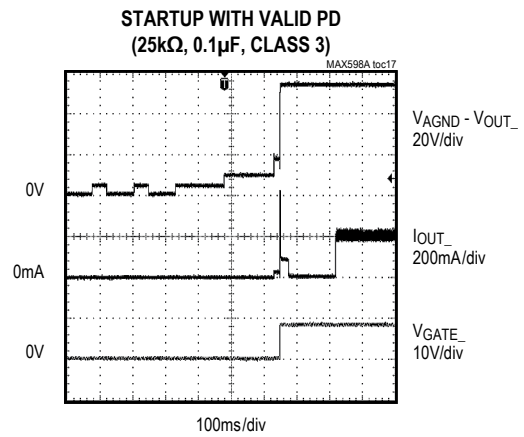 STARTUP WITH VALID PD
(25kΩ, 0.1µF, CLASS 3)
MAX598A toc17
T
VAGND - VOUT_
20V/div
0V
IOUT_
200mA/div
0mA
VGATE_
10V/div
0V
100ms/div